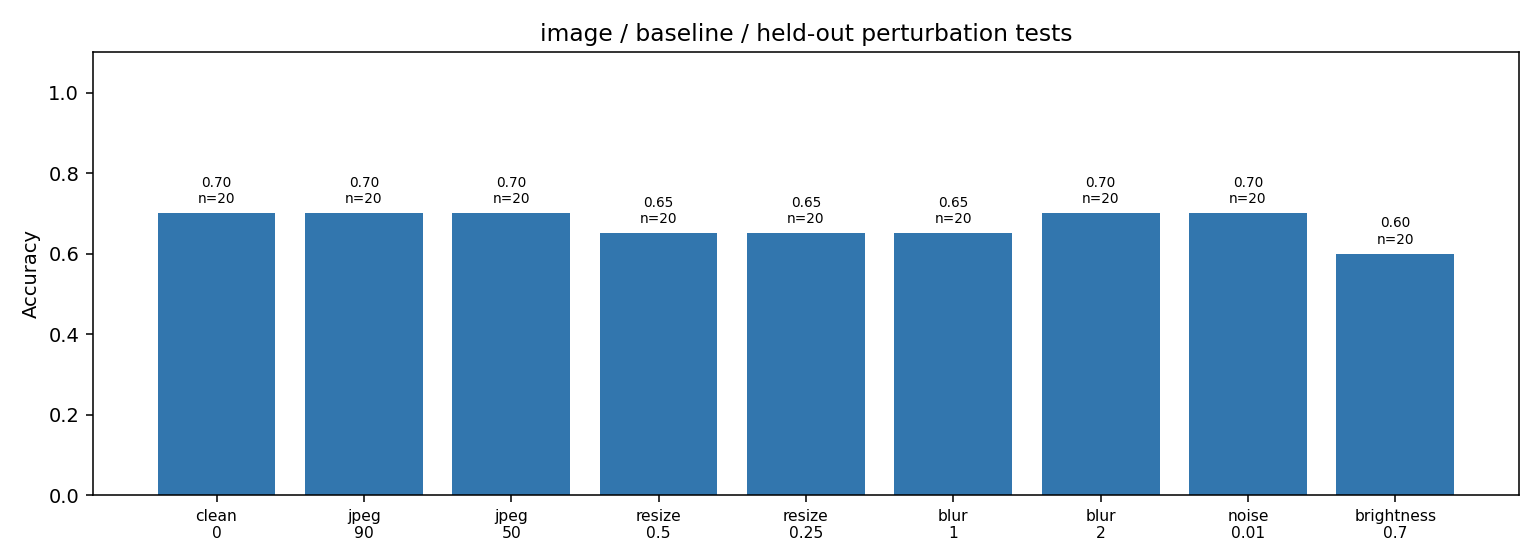 image / baseline / held-out perturbation tests
Accuracy
1.0
0.8
0.6
0.4
0.2
0.0
0.70
n=20
0.70
n=20
0.70
n=20
0.65
n=20
0.65
n=20
0.65
n=20
0.70
n=20
0.70
n=20
0.60
n=20
clean
0
jpeg
90
jpeg
50
resize
0.5
resize
0.25
blur
1
blur
2
noise
0.01
brightness
0.7